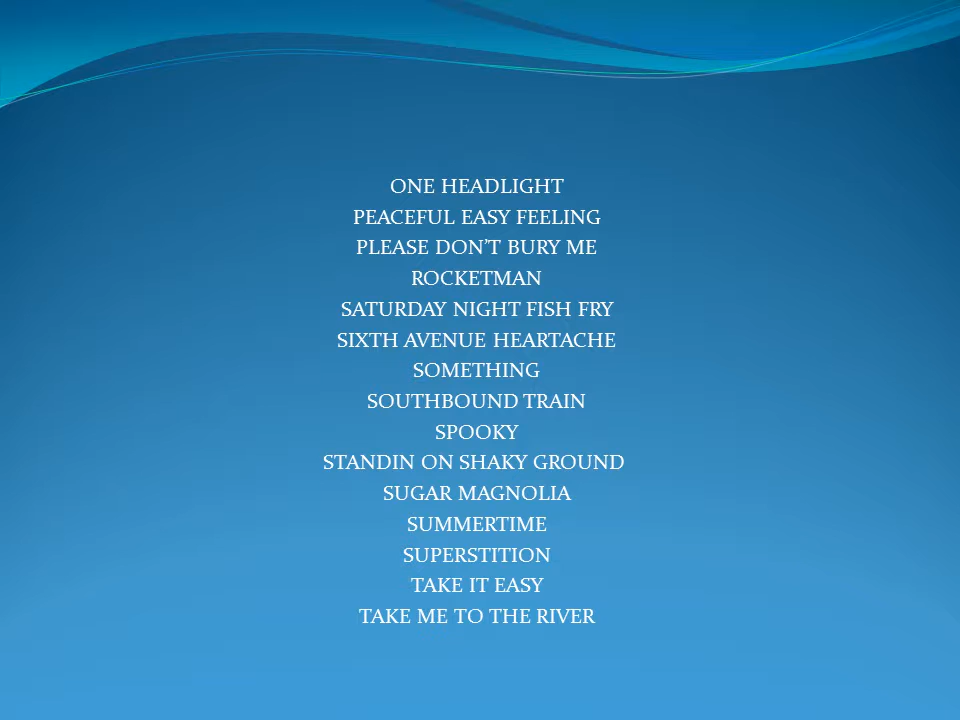 ONE HEADLIGHT
PEACEFUL EASY FEELING
PLEASE DON’T BURY ME
ROCKETMAN
SATURDAY NIGHT FISH FRY
SIXTH AVENUE HEARTACHE
SOMETHING
SOUTHBOUND TRAIN
SPOOKY
STANDIN ON SHAKY GROUND
SUGAR MAGNOLIA
SUMMERTIME
SUPERSTITION
TAKE IT EASY
TAKE ME TO THE RIVER